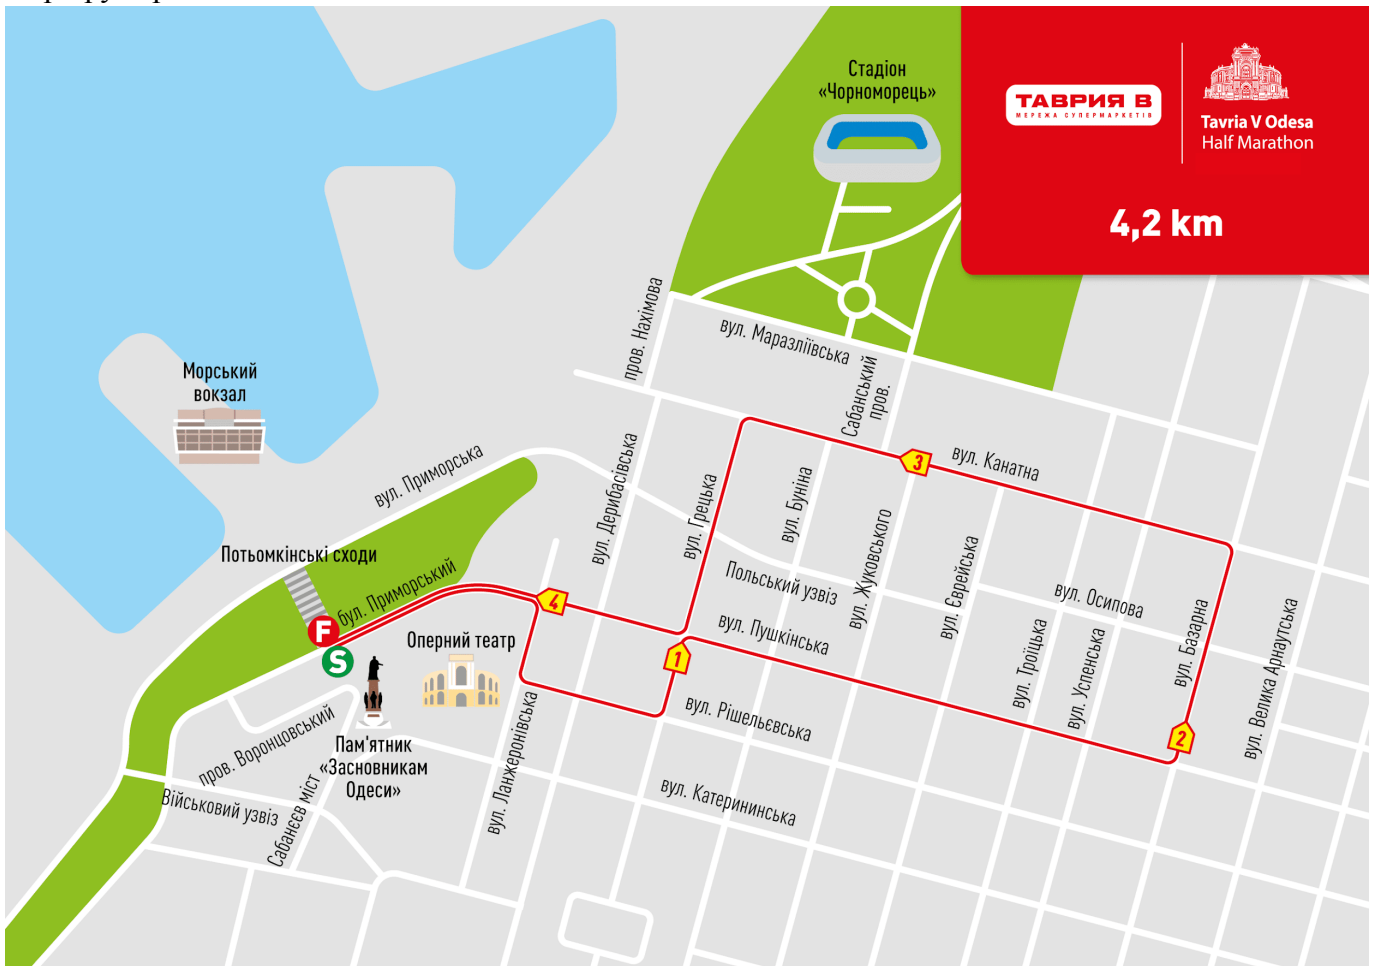 Стадіон
«Чорноморець»
ТАВРИЯ В
МЕРЕЖА СУПЕРМАРКЕТІВ
Tavria V Odesa
Half Marathon
4,2 km
пров. Нахімова
вул. Маразліївська
Сабанський
пров.
Морський
вокзал
вул. Приморська
вул. Дерибасівська
вул. Грецька
вул. Буніна
3
вул. Канатна
Потьомкінські сходи
бул. Приморський
Польський узвіз
вул. Жуковського
вул. Єврейська
вул. Осипова
вул. Базарна
4
F
S
Оперний театр
1
вул. Пушкінська
вул. Троїцька
вул. Успенська
вул. Велика Арнаутська
2
пров. Воронцовський
Пам'ятник
«Засновникам
Одеси»
вул. Ланжеронівська
вул. Рішельєвська
Військовий узвіз
Сабанєєв міст
вул. Катерининська